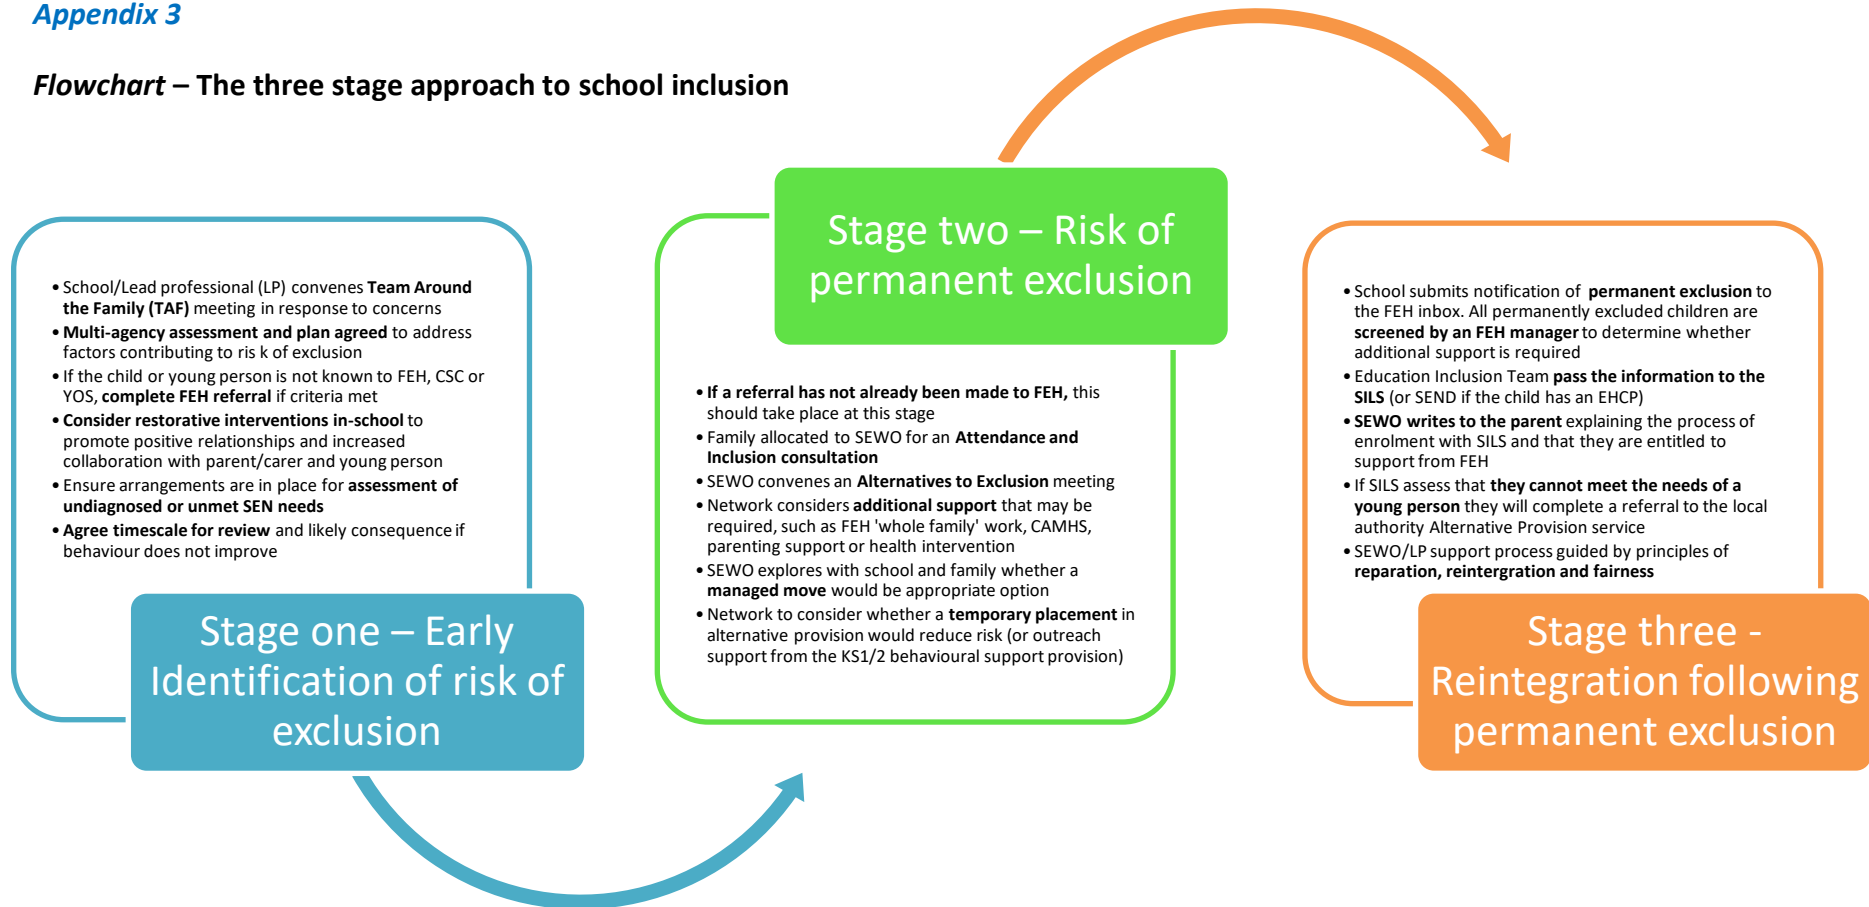 Appendix 3
Flowchart – The three stage approach to school inclusion
• School/Lead professional (LP) convenes Team Around
the Family (TAF) meeting in response to concerns
• Multi-agency assessment and plan agreed to address
factors contributing to ris k of exclusion
• If the child or young person is not known to FEH, CSC or
YOS, complete FEH referral if criteria met
• Consider restorative interventions in-school to
promote positive relationships and increased
collaboration with parent/carer and young person
• Ensure arrangements are in place for assessment of
undiagnosed or unmet SEN needs
• Agree timescale for review and likely consequence if
behaviour does not improve
Stage one – Early
Identification of risk of
exclusion
Stage two – Risk of
permanent exclusion
• If a referral has not already been made to FEH, this
should take place at this stage
• Family allocated to SEWO for an Attendance and
Inclusion consultation
• SEWO convenes an Alternatives to Exclusion meeting
• Network considers additional support that may be
required, such as FEH 'whole family' work, CAMHS,
parenting support or health intervention
• SEWO explores with school and family whether a
managed move would be appropriate option
• Network to consider whether a temporary placement in
alternative provision would reduce risk (or outreach
support from the KS1/2 behavioural support provision)
• School submits notification of permanent exclusion to
the FEH inbox. All permanently excluded children are
screened by an FEH manager to determine whether
additional support is required
• Education Inclusion Team pass the information to the
SILS (or SEND if the child has an EHCP)
• SEWO writes to the parent explaining the process of
enrolment with SILS and that they are entitled to
support from FEH
• If SILS assess that they cannot meet the needs of a
young person they will complete a referral to the local
authority Alternative Provision service
• SEWO/LP support process guided by principles of
reparation, reintergration and fairness
Stage three -
Reintegration following
permanent exclusion